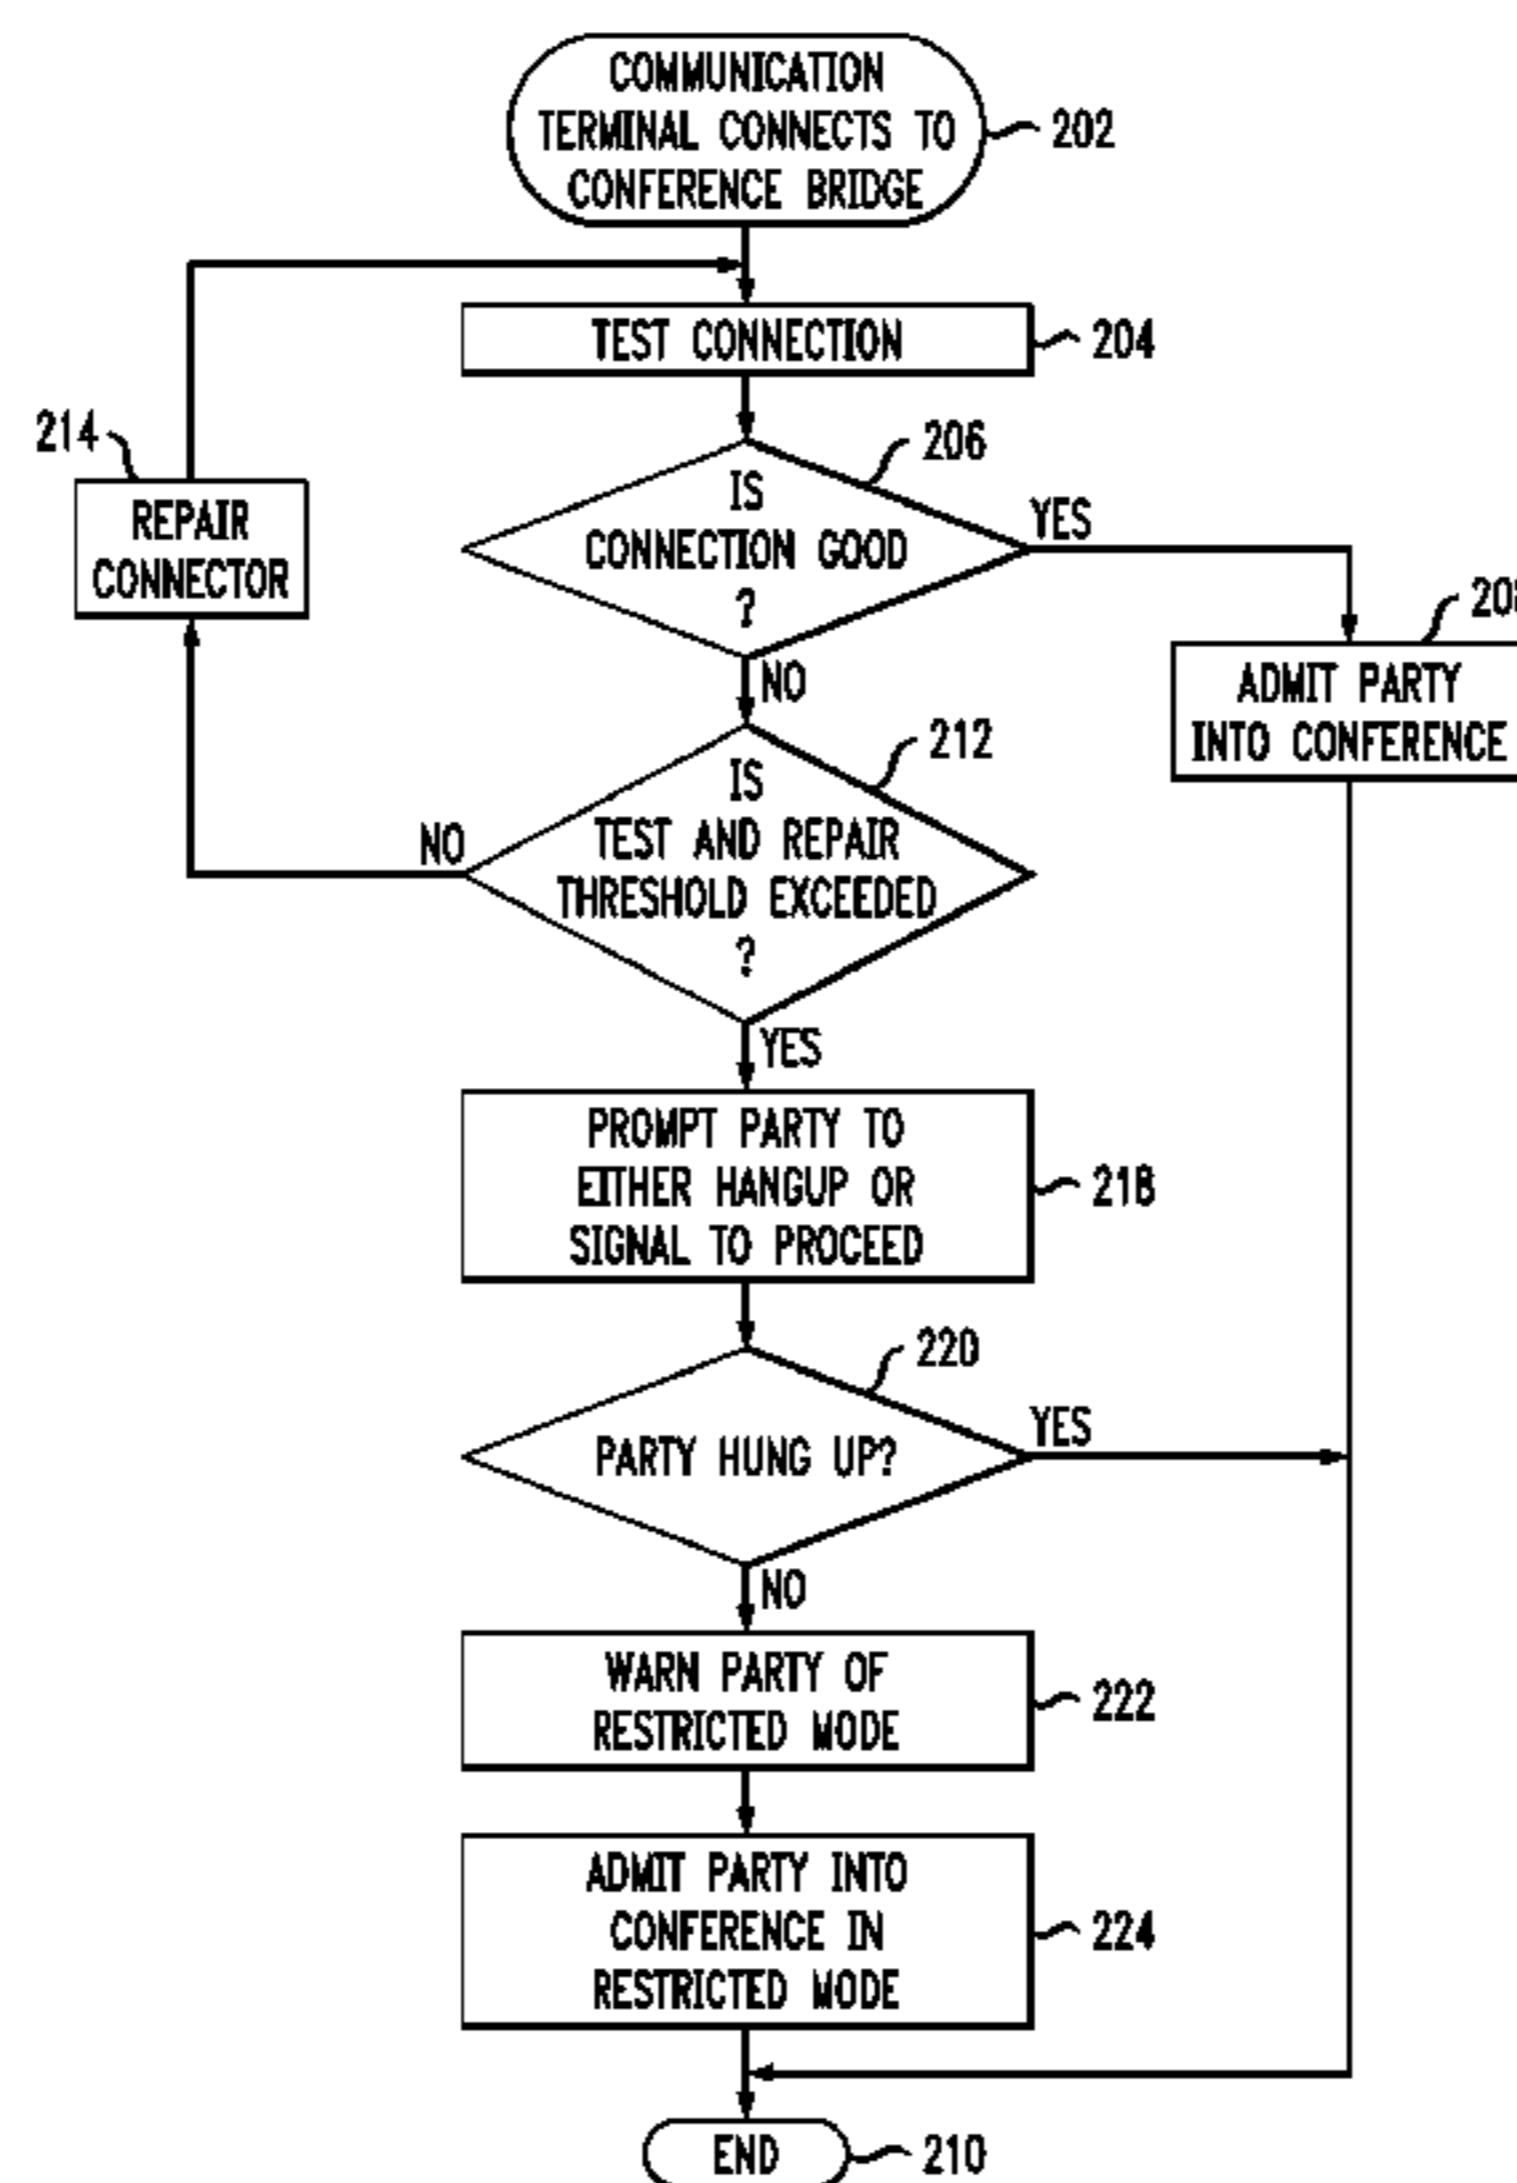 COMMUNICATION
TERMINAL CONNECTS TO
CONFERENCE BRIDGE
202
TEST CONNECTION
204
214
REPAIR
CONNECTOR
206
IS
CONNECTION GOOD
?
YES
NO
ADMIT PARTY
INTO CONFERENCE
212
IS
TEST AND REPAIR
THRESHOLD EXCEEDED
?
NO
YES
PROMPT PARTY TO
EITHER HANGUP OR
SIGNAL TO PROCEED
218
220
PARTY HUNG UP?
YES
NO
WARN PARTY OF
RESTRICTED MODE
222
ADMIT PARTY INTO
CONFERENCE IN
RESTRICTED MODE
224
END
210